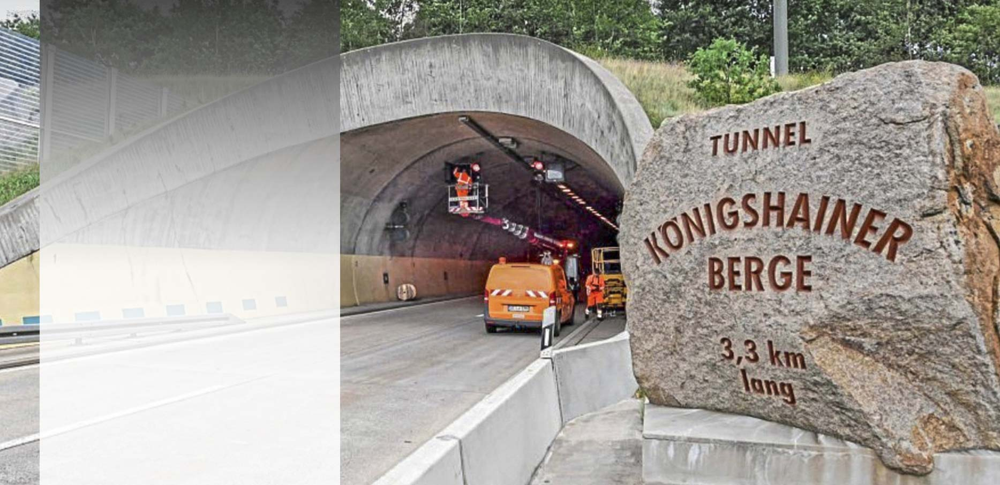 TUNNEL
KÖNIGSHAINER
BERGE
3,3 km
lang